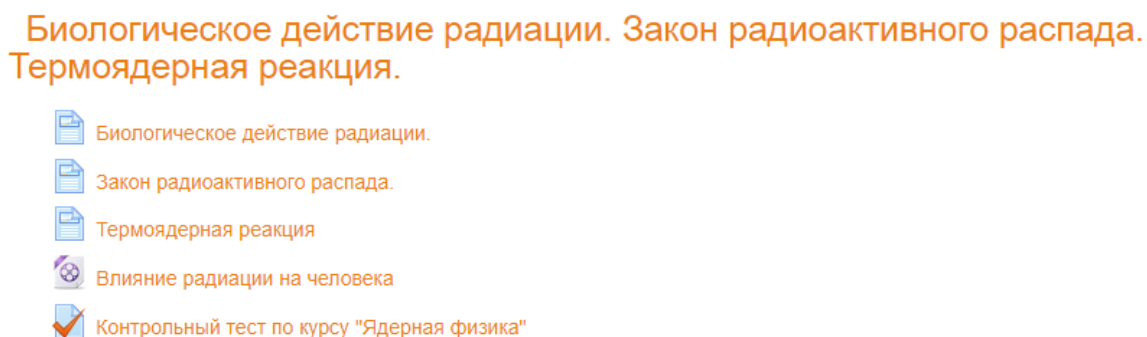 Биологическое действие радиации. Закон радиоактивного распада.
Термоядерная реакция.
Биологическое действие радиации.
Закон радиоактивного распада.
Термоядерная реакция
Влияние радиации на человека
Контрольный тест по курсу "Ядерная физика"